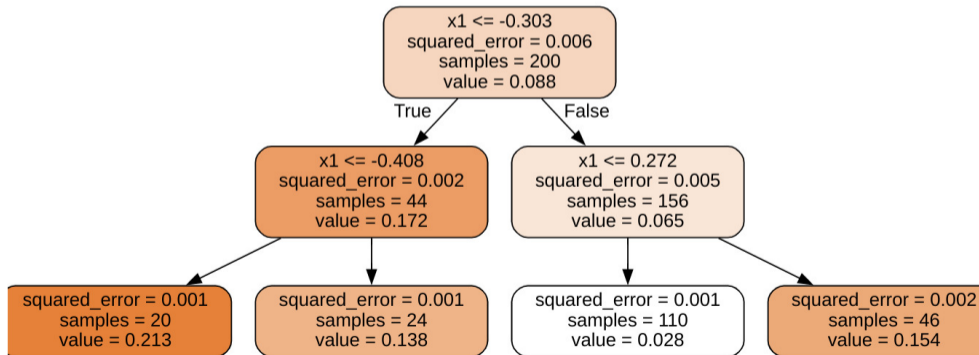 x1 <= -0.303
squared_error = 0.006
samples = 200
value = 0.088
True
False
x1 <= -0.408
squared_error = 0.002
samples = 44
value = 0.172
x1 <= 0.272
squared_error = 0.005
samples = 156
value = 0.065
squared_error = 0.001
samples = 20
value = 0.213
squared_error = 0.001
samples = 24
value = 0.138
squared_error = 0.001
samples = 110
value = 0.028
squared_error = 0.002
samples = 46
value = 0.154